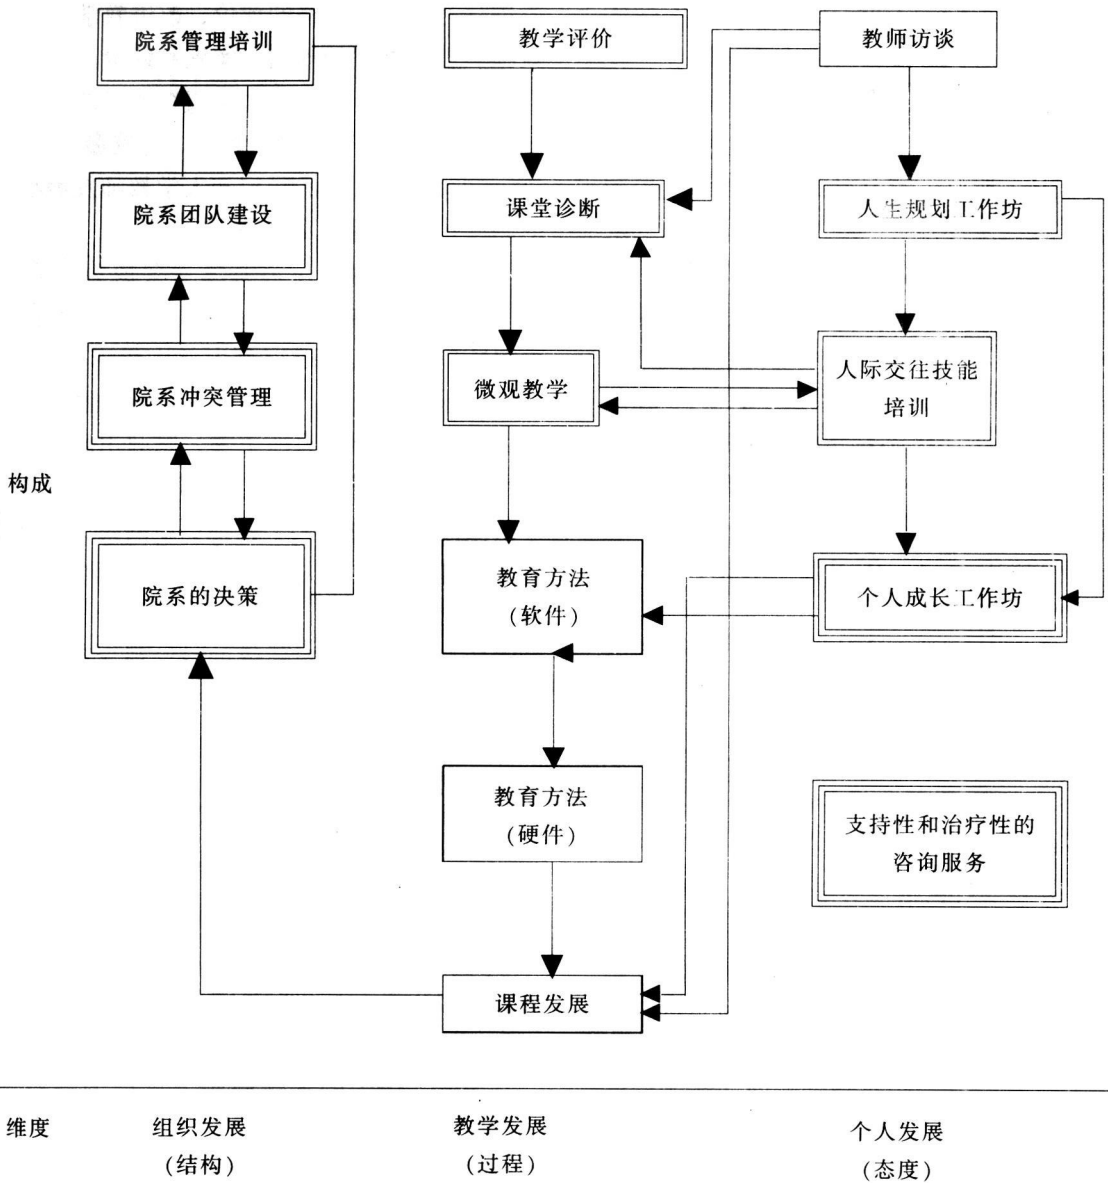 院系管理培训
教学评价
教师访谈
院系团队建设
课堂诊断
人生规划工作坊
院系冲突管理
微观教学
人际交往技能
培训
构成
院系的决策
教育方法
(软件)
个人成长工作坊
教育方法
(硬件)
支持性和治疗性的
咨询服务
课程发展
维度
组织发展
(结构)
教学发展
(过程)
个人发展
(态度)